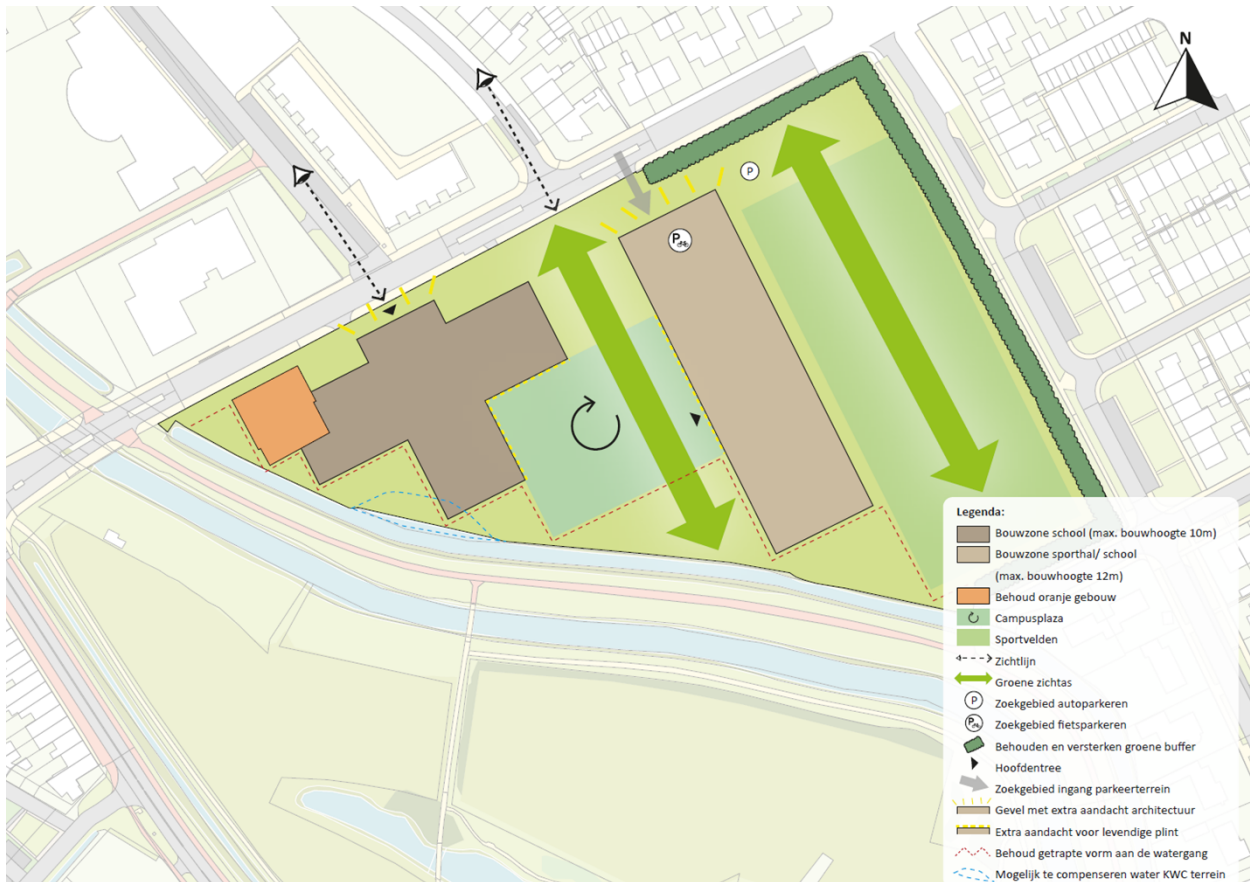 N
P
P
Legenda:
Bouwzone school (max. bouwhoogte 10m)
Bouwzone sporthal/ school
(max. bouwhoogte 12m)
Behoud oranje gebouw
Campusplaza
Sportvelden
Zichtlijn
Groene zichtas
P Zoekgebied autoparkeren
P Zoekgebied fietsparkeren
Behouden en versterken groene buffer
Hoofdentree
Zoekgebied ingang parkeerterrein
Gevel met extra aandacht architectuur
Extra aandacht voor levendige plint
Behoud getrapte vorm aan de watergang
Mogelijk te compenseren water KWC terrein